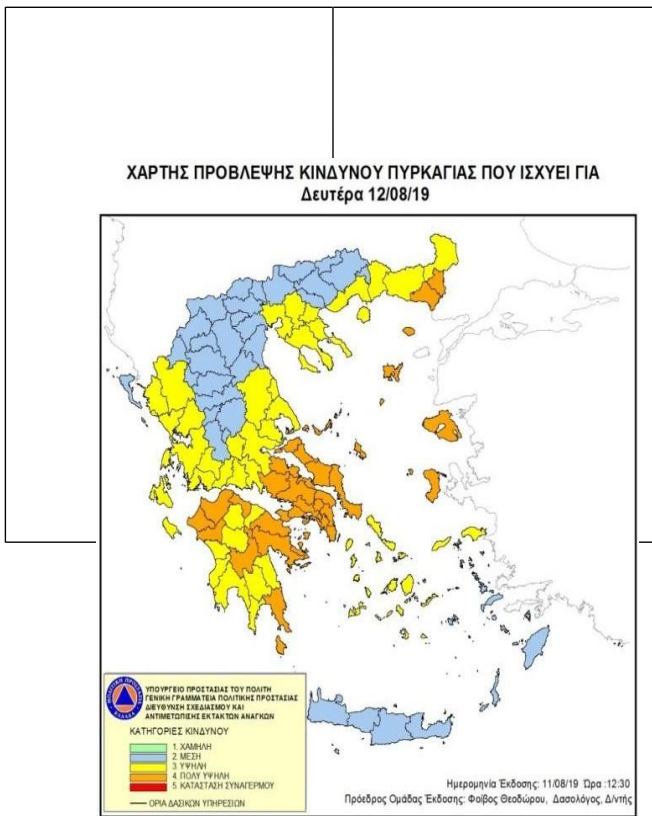 ΧΑΡΤΗΣ ΠΡΟΒΛΕΨΗΣ ΚΙΝΔΥΝΟΥ ΠΥΡΚΑΓΙΑΣ ΠΟΥ ΙΣΧΥΕΙ ΓΙΑ
Δευτέρα 12/08/19
ΥΠΟΥΡΓΕΙΟ ΠΡΟΣΤΑΣΙΑΣ ΤΟΥ ΠΟΛΙΤΗ
ΓΕΝΙΚΗ ΓΡΑΜΜΑΤΕΙΑ ΠΟΛΙΤΙΚΗΣ ΠΡΟΣΤΑΣΙΑΣ
ΔΙΕΥΘΥΝΣΗ ΣΧΕΔΙΑΣΜΟΥ ΚΑΙ
ΑΝΤΙΜΕΤΩΠΙΣΗΣ ΕΚΤΑΚΤΩΝ ΑΝΑΓΚΩΝ
ΚΑΤΗΓΟΡΙΕΣ ΚΙΝΔΥΝΟΥ
1. ΧΑΜΗΛΗ
2. ΜΕΣΗ
3. ΥΨΗΛΗ
4. ΠΟΛΥ ΥΨΗΛΗ
5. ΚΑΤΑΣΤΑΣΗ ΣΥΝΑΓΕΡΜΟΥ
ΟΡΙΑ ΔΑΣΙΚΩΝ ΥΠΗΡΕΣΙΩΝ
Ημερομηνία Έκδοσης: 11/08/19 Ώρα :12:30
Πρόεδρος Ομάδας Έκδοσης: Φοίβος Θεοδώρου, Δασολόγος, Δ/ντής